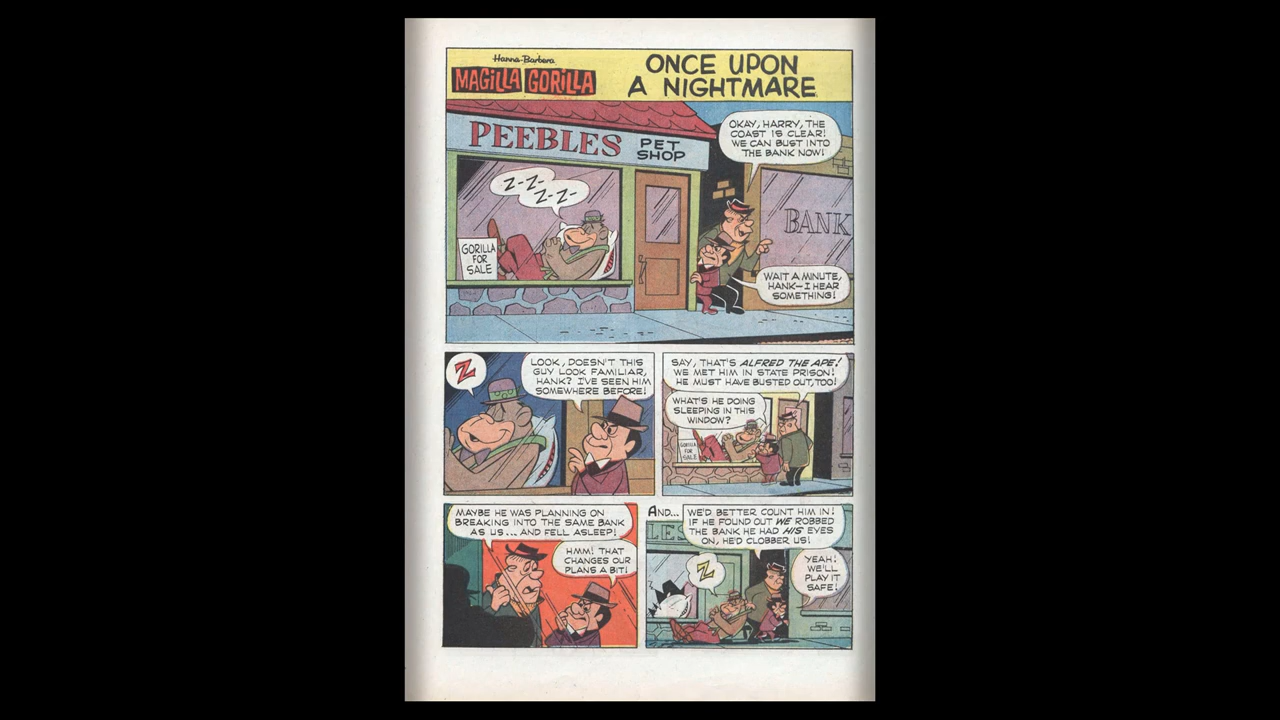 Hanna-Barbera
MAGILLA GORILLA
ONCE UPON
A NIGHTMARE
PEEBLES PET
SHOP
OKAY, HARRY, THE
COAST IS CLEAR!
WE CAN BUST INTO
THE BANK NOW!
Z-Z-
Z-Z-
BANK
GORILLA
FOR
SALE
WAIT A MINUTE,
HANK—I HEAR
SOMETHING!
Z
LOOK, DOESN'T THIS
GUY LOOK FAMILIAR,
HANK? I'VE SEEN HIM
SOMEWHERE BEFORE!
SAY, THAT'S ALFRED THE APE!
WE MET HIM IN STATE PRISON!
HE MUST HAVE BUSTED OUT, TOO!
WHAT'S HE DOING
SLEEPING IN THIS
WINDOW?
GORILLA
FOR
SALE
MAYBE HE WAS PLANNING ON
BREAKING INTO THE SAME BANK
AS US...AND FELL ASLEEP!
HMM! THAT
CHANGES OUR
PLANS A BIT!
AND...
WE'D BETTER COUNT HIM IN!
IF HE FOUND OUT WE ROBBED
THE BANK HE HAD HIS EYES
ON, HE'D CLOBBER US!
LES
Z
YEAH!
WE'LL
PLAY IT
SAFE!